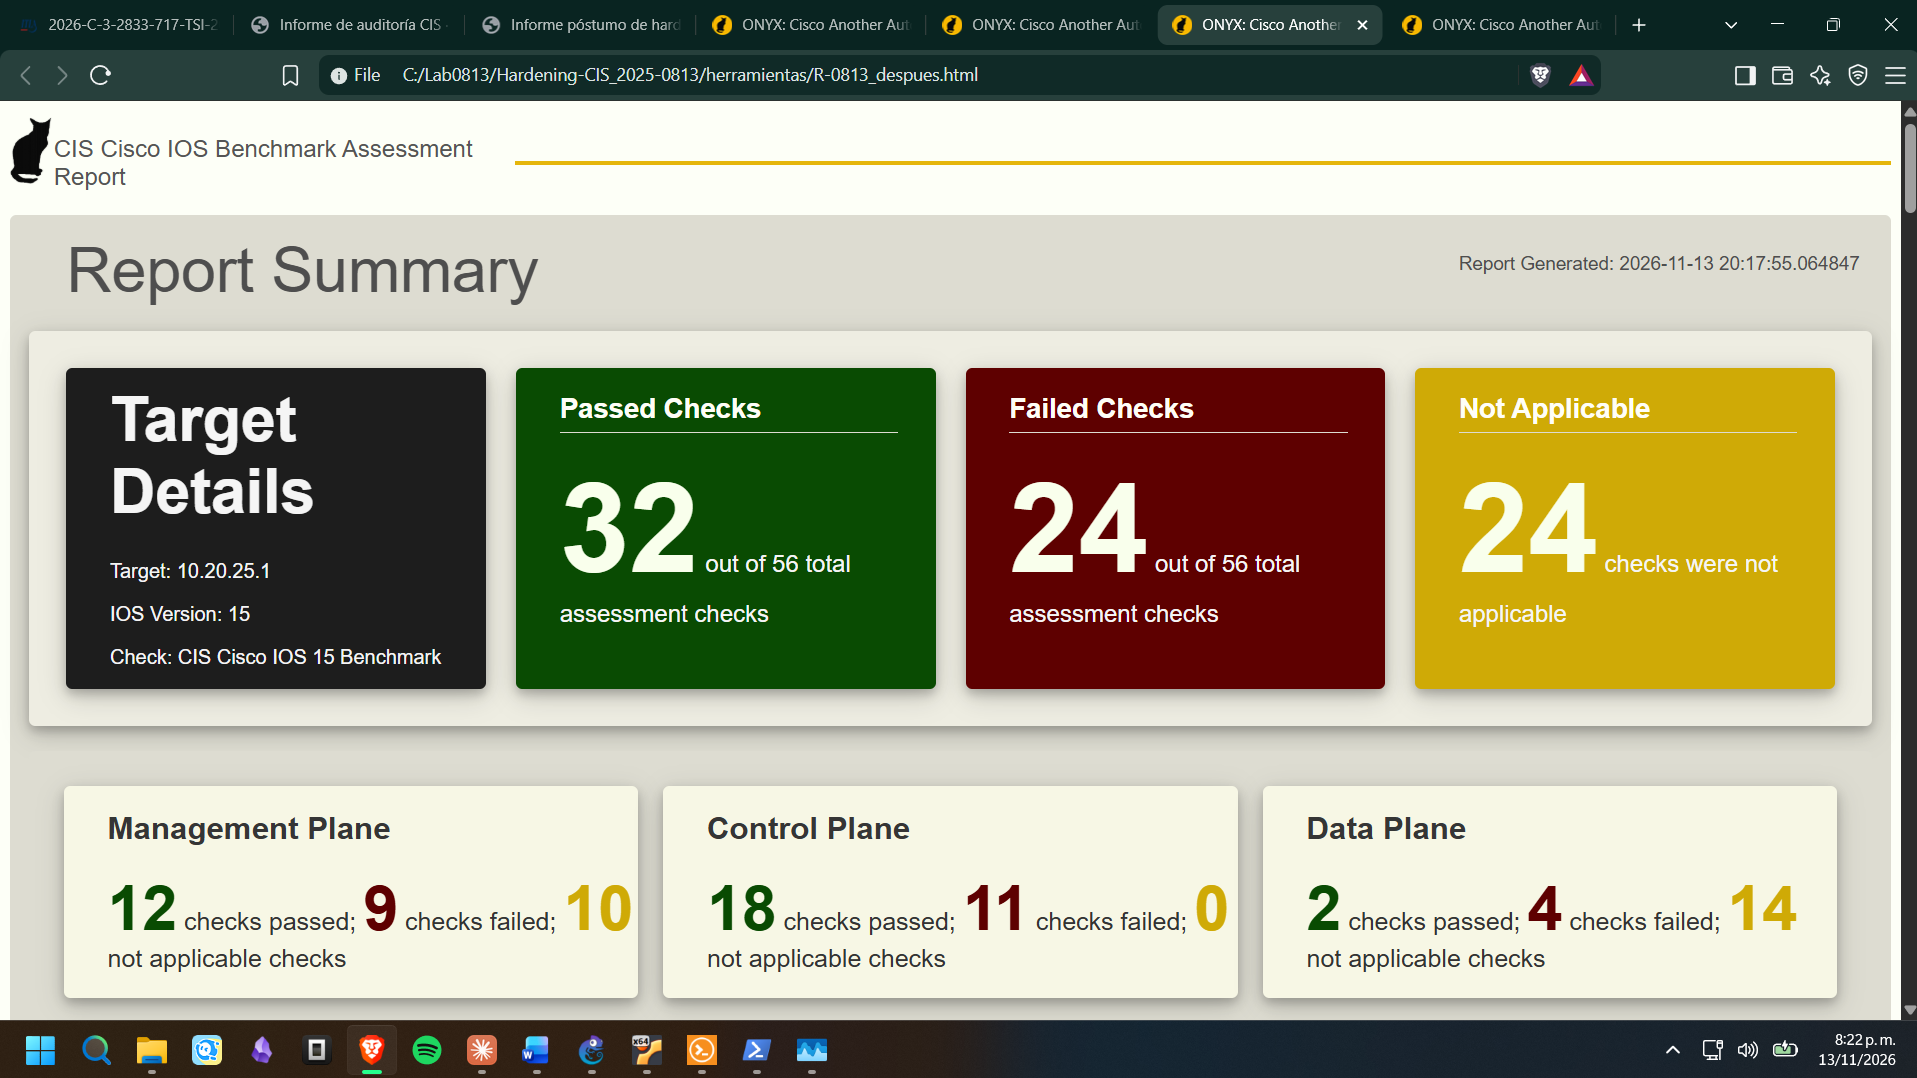 2026-C-3-2833-717-TSI-2
Informe de auditoría CIS
Informe póstumo de hard
ONYX: Cisco Another Aut
ONYX: Cisco Another Aut
ONYX: Cisco Another
ONYX: Cisco Another Aut
File C:/Lab0813/Hardening-CIS_2025-0813/herramientas/R-0813_despues.html
CIS Cisco IOS Benchmark Assessment
Report
Report Summary
Report Generated: 2026-11-13 20:17:55.064847
Target
Details
Target: 10.20.25.1
IOS Version: 15
Check: CIS Cisco IOS 15 Benchmark
Passed Checks
32 out of 56 total
assessment checks
Failed Checks
24 out of 56 total
assessment checks
Not Applicable
24 checks were not
applicable
Management Plane
12 checks passed; 9 checks failed; 10
not applicable checks
Control Plane
18 checks passed; 11 checks failed; 0
not applicable checks
Data Plane
2 checks passed; 4 checks failed; 14
not applicable checks
W
x64
8:22 p. m.
13/11/2026